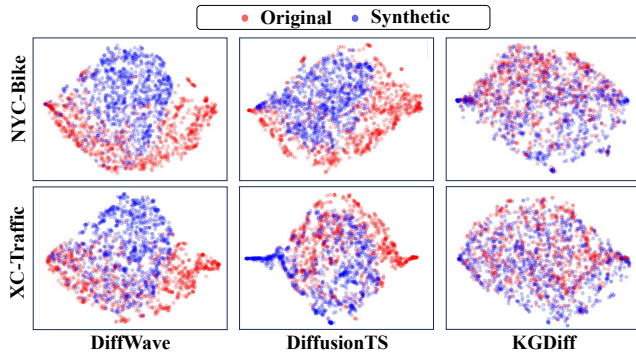 Original Synthetic
NYC-Bike
XC-Traffic
DiffWave DiffusionTS KGDiff